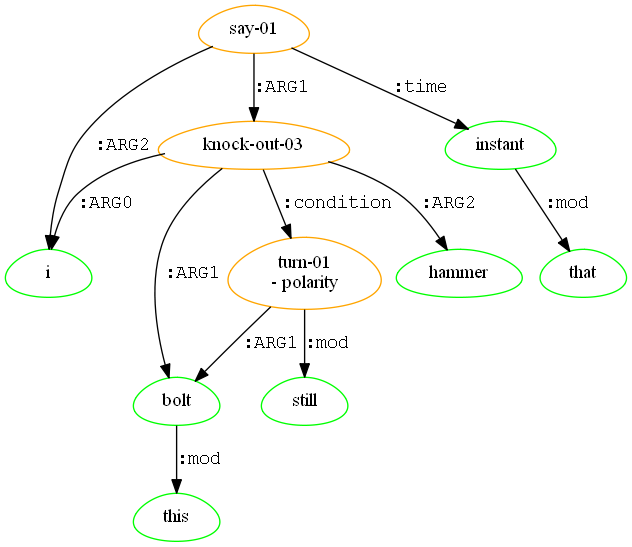 say-01
:ARG1
:time
:ARG2
knock-out-03
instant
:ARG0
:condition
:ARG2
:mod
:ARG1
i
turn-01
- polarity
hammer
that
:ARG1
:mod
bolt
still
:mod
this